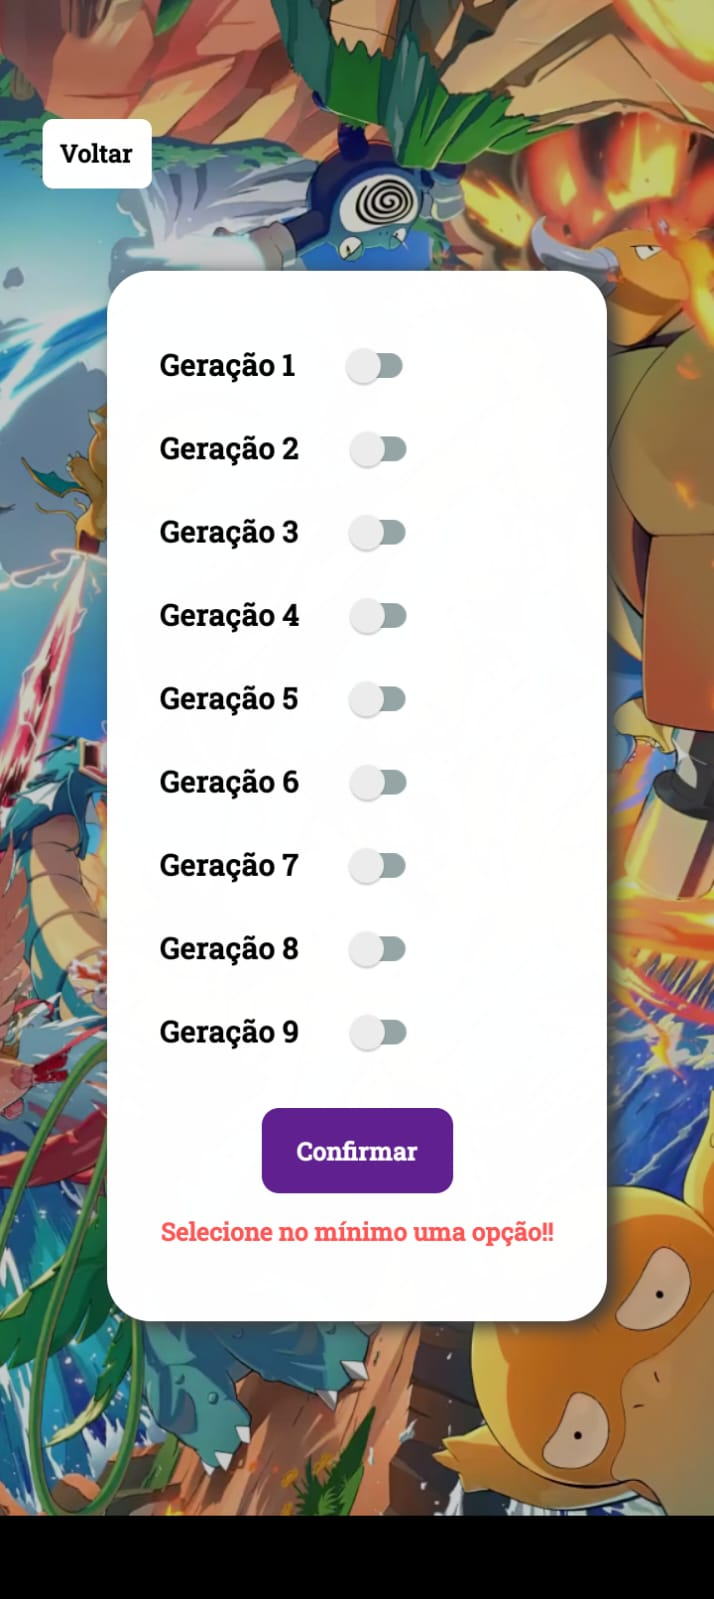 Voltar
Geração 1
Geração 2
Geração 3
Geração 4
Geração 5
Geração 6
Geração 7
Geração 8
Geração 9
Confirmar
Selecione no mínimo uma opção!!